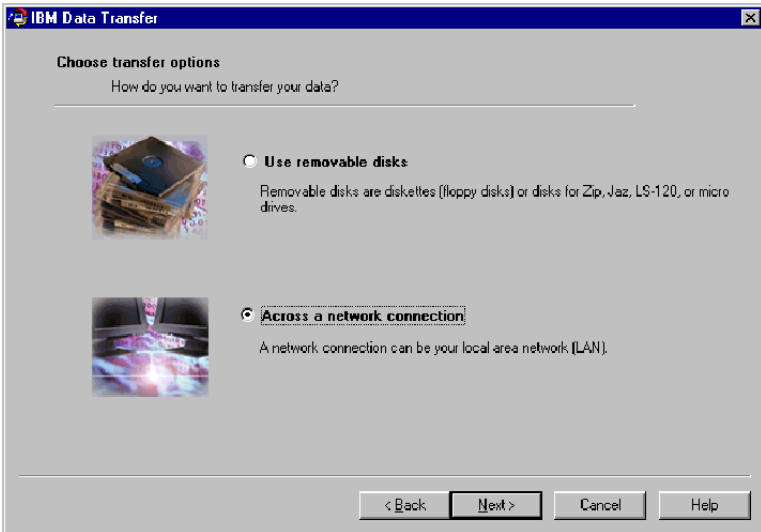 IBM Data Transfer
Choose transfer options
How do you want to transfer your data?
Use removable disks
Removable disks are diskettes (floppy disks) or disks for Zip, Jaz, LS-120, or micro
drives.
Across a network connection
A network connection can be your local area network (LAN).
< Back Next > Cancel Help